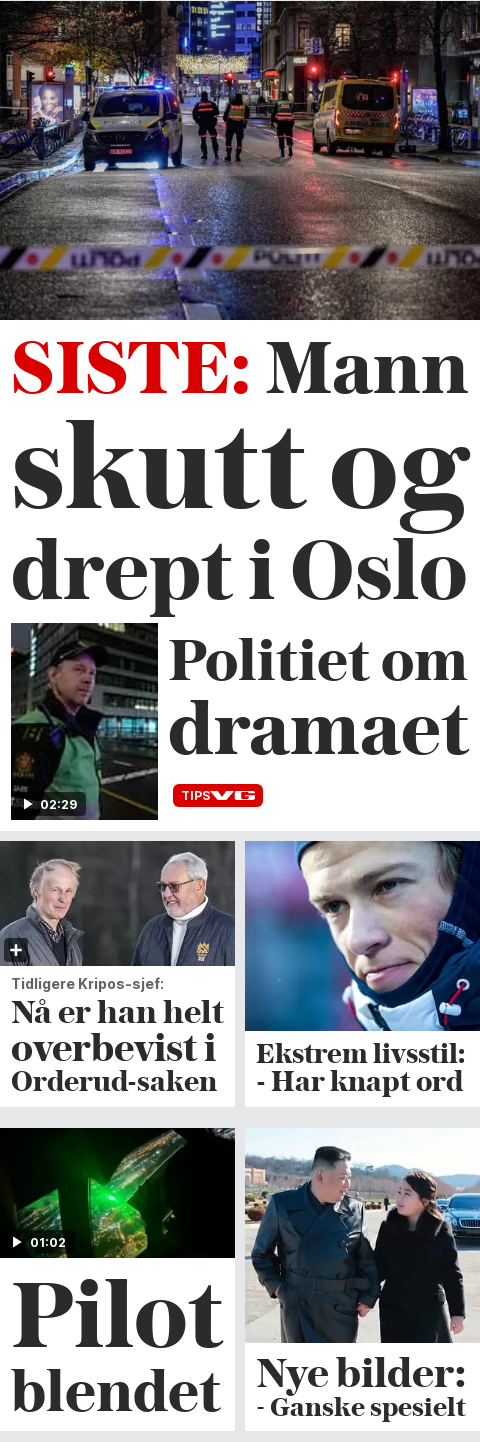 HOTEL
POLITI
SISTE: Mann
skutt og
drept i Oslo
Politiet om
dramaet
02:29
TIPS VG
Tidligere Kripos-sjef:
Nå er han helt
overbevist i
Orderud-saken
Ekstrem livsstil:
- Har knapt ord
01:02
Pilot
blendet
Nye bilder:
- Ganske spesielt